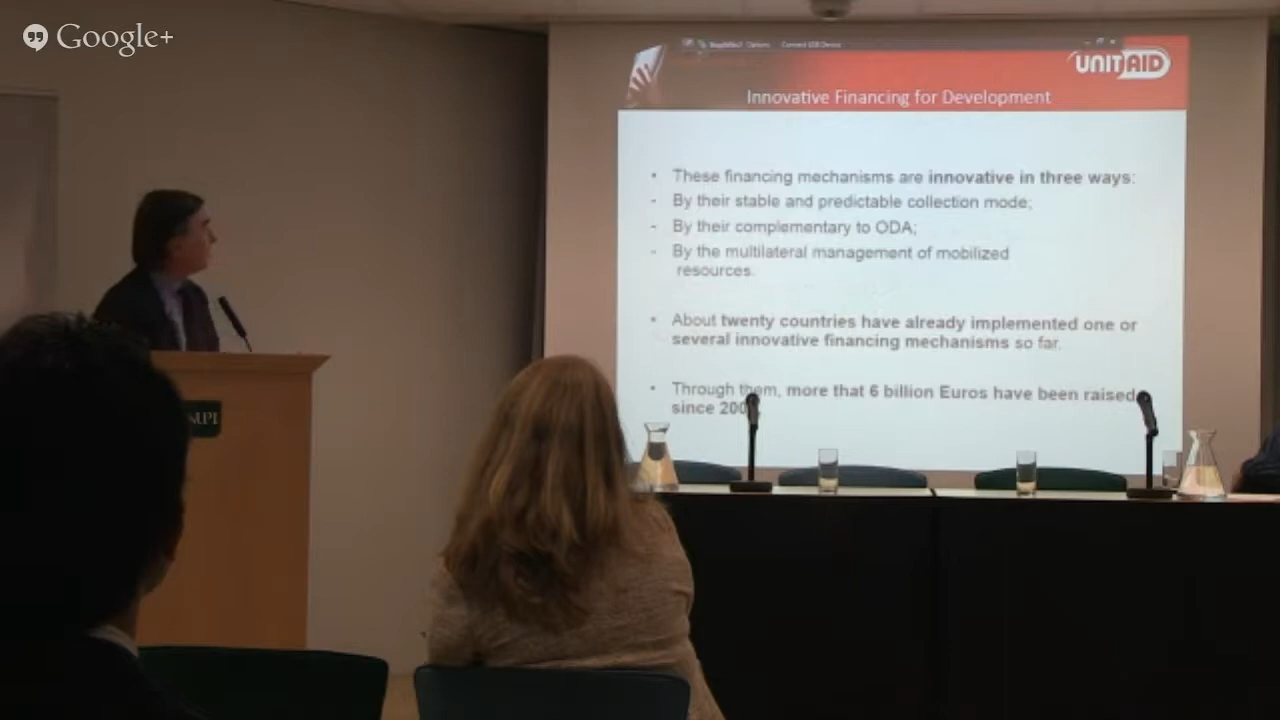 Google+
UNITAID
Innovative Financing for Development
• These financing mechanisms are innovative in three ways:
- By their stable and predictable collection mode;
- By their complementary to ODA;
- By the multilateral management of mobilized
resources.
• About twenty countries have already implemented one or
several innovative financing mechanisms so far.
• Through them, more that 6 billion Euros have been raised
since
MPI